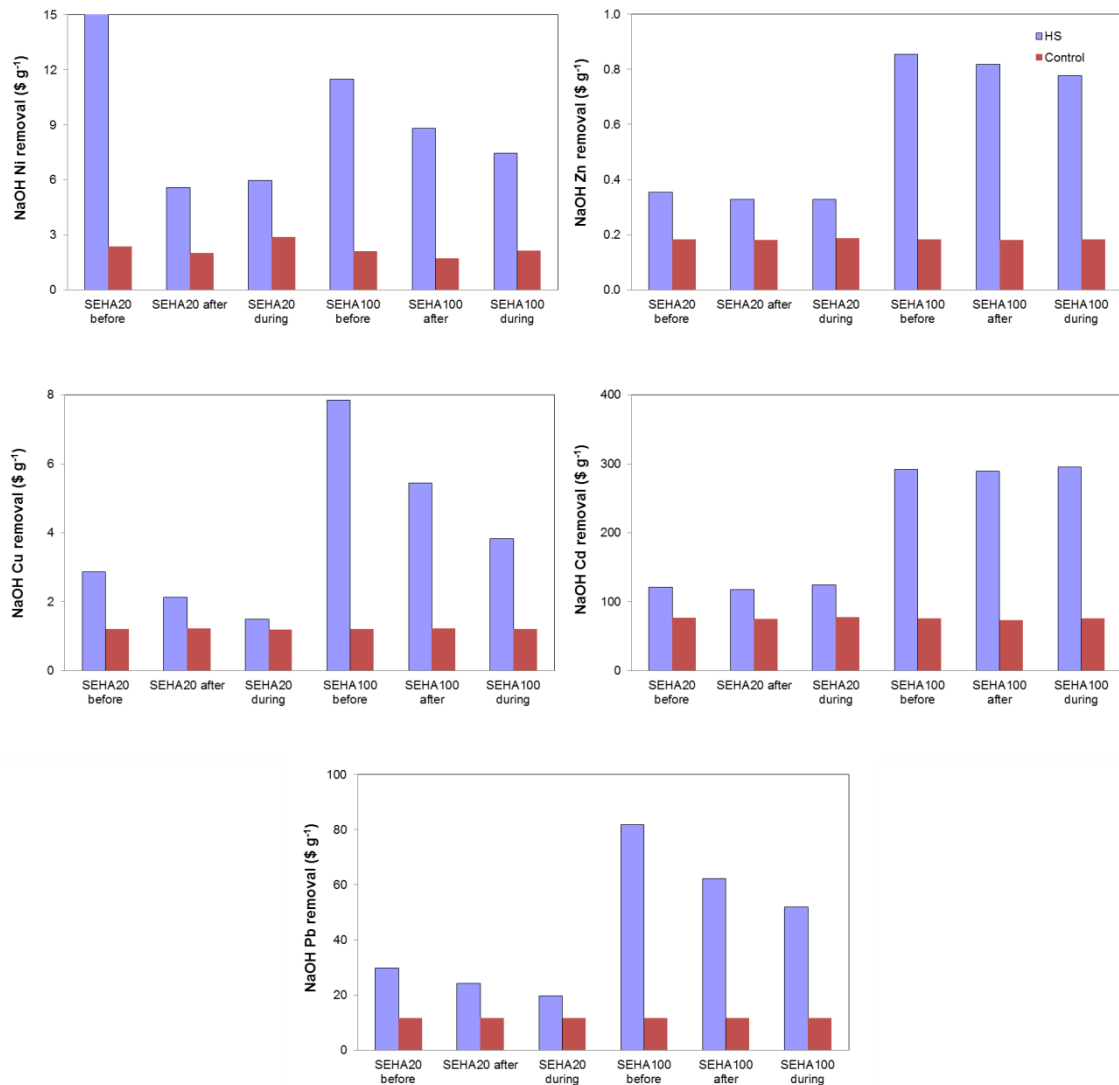 NaOH Ni removal ($ g-1)
15
12
9
6
3
0
SEHA20 before
SEHA20 after
SEHA20 during
SEHA100 before
SEHA100 after
SEHA100 during
NaOH Zn removal ($ g-1)
1.0
0.8
0.6
0.4
0.2
0.0
HS
Control
SEHA20 before
SEHA20 after
SEHA20 during
SEHA100 before
SEHA100 after
SEHA100 during
NaOH Cu removal ($ g-1)
8
6
4
2
0
SEHA20 before
SEHA20 after
SEHA20 during
SEHA100 before
SEHA100 after
SEHA100 during
NaOH Cd removal ($ g-1)
400
300
200
100
0
SEHA20 before
SEHA20 after
SEHA20 during
SEHA100 before
SEHA100 after
SEHA100 during
NaOH Pb removal ($ g-1)
100
80
60
40
20
0
SEHA20 before
SEHA20 after
SEHA20 during
SEHA100 before
SEHA100 after
SEHA100 during